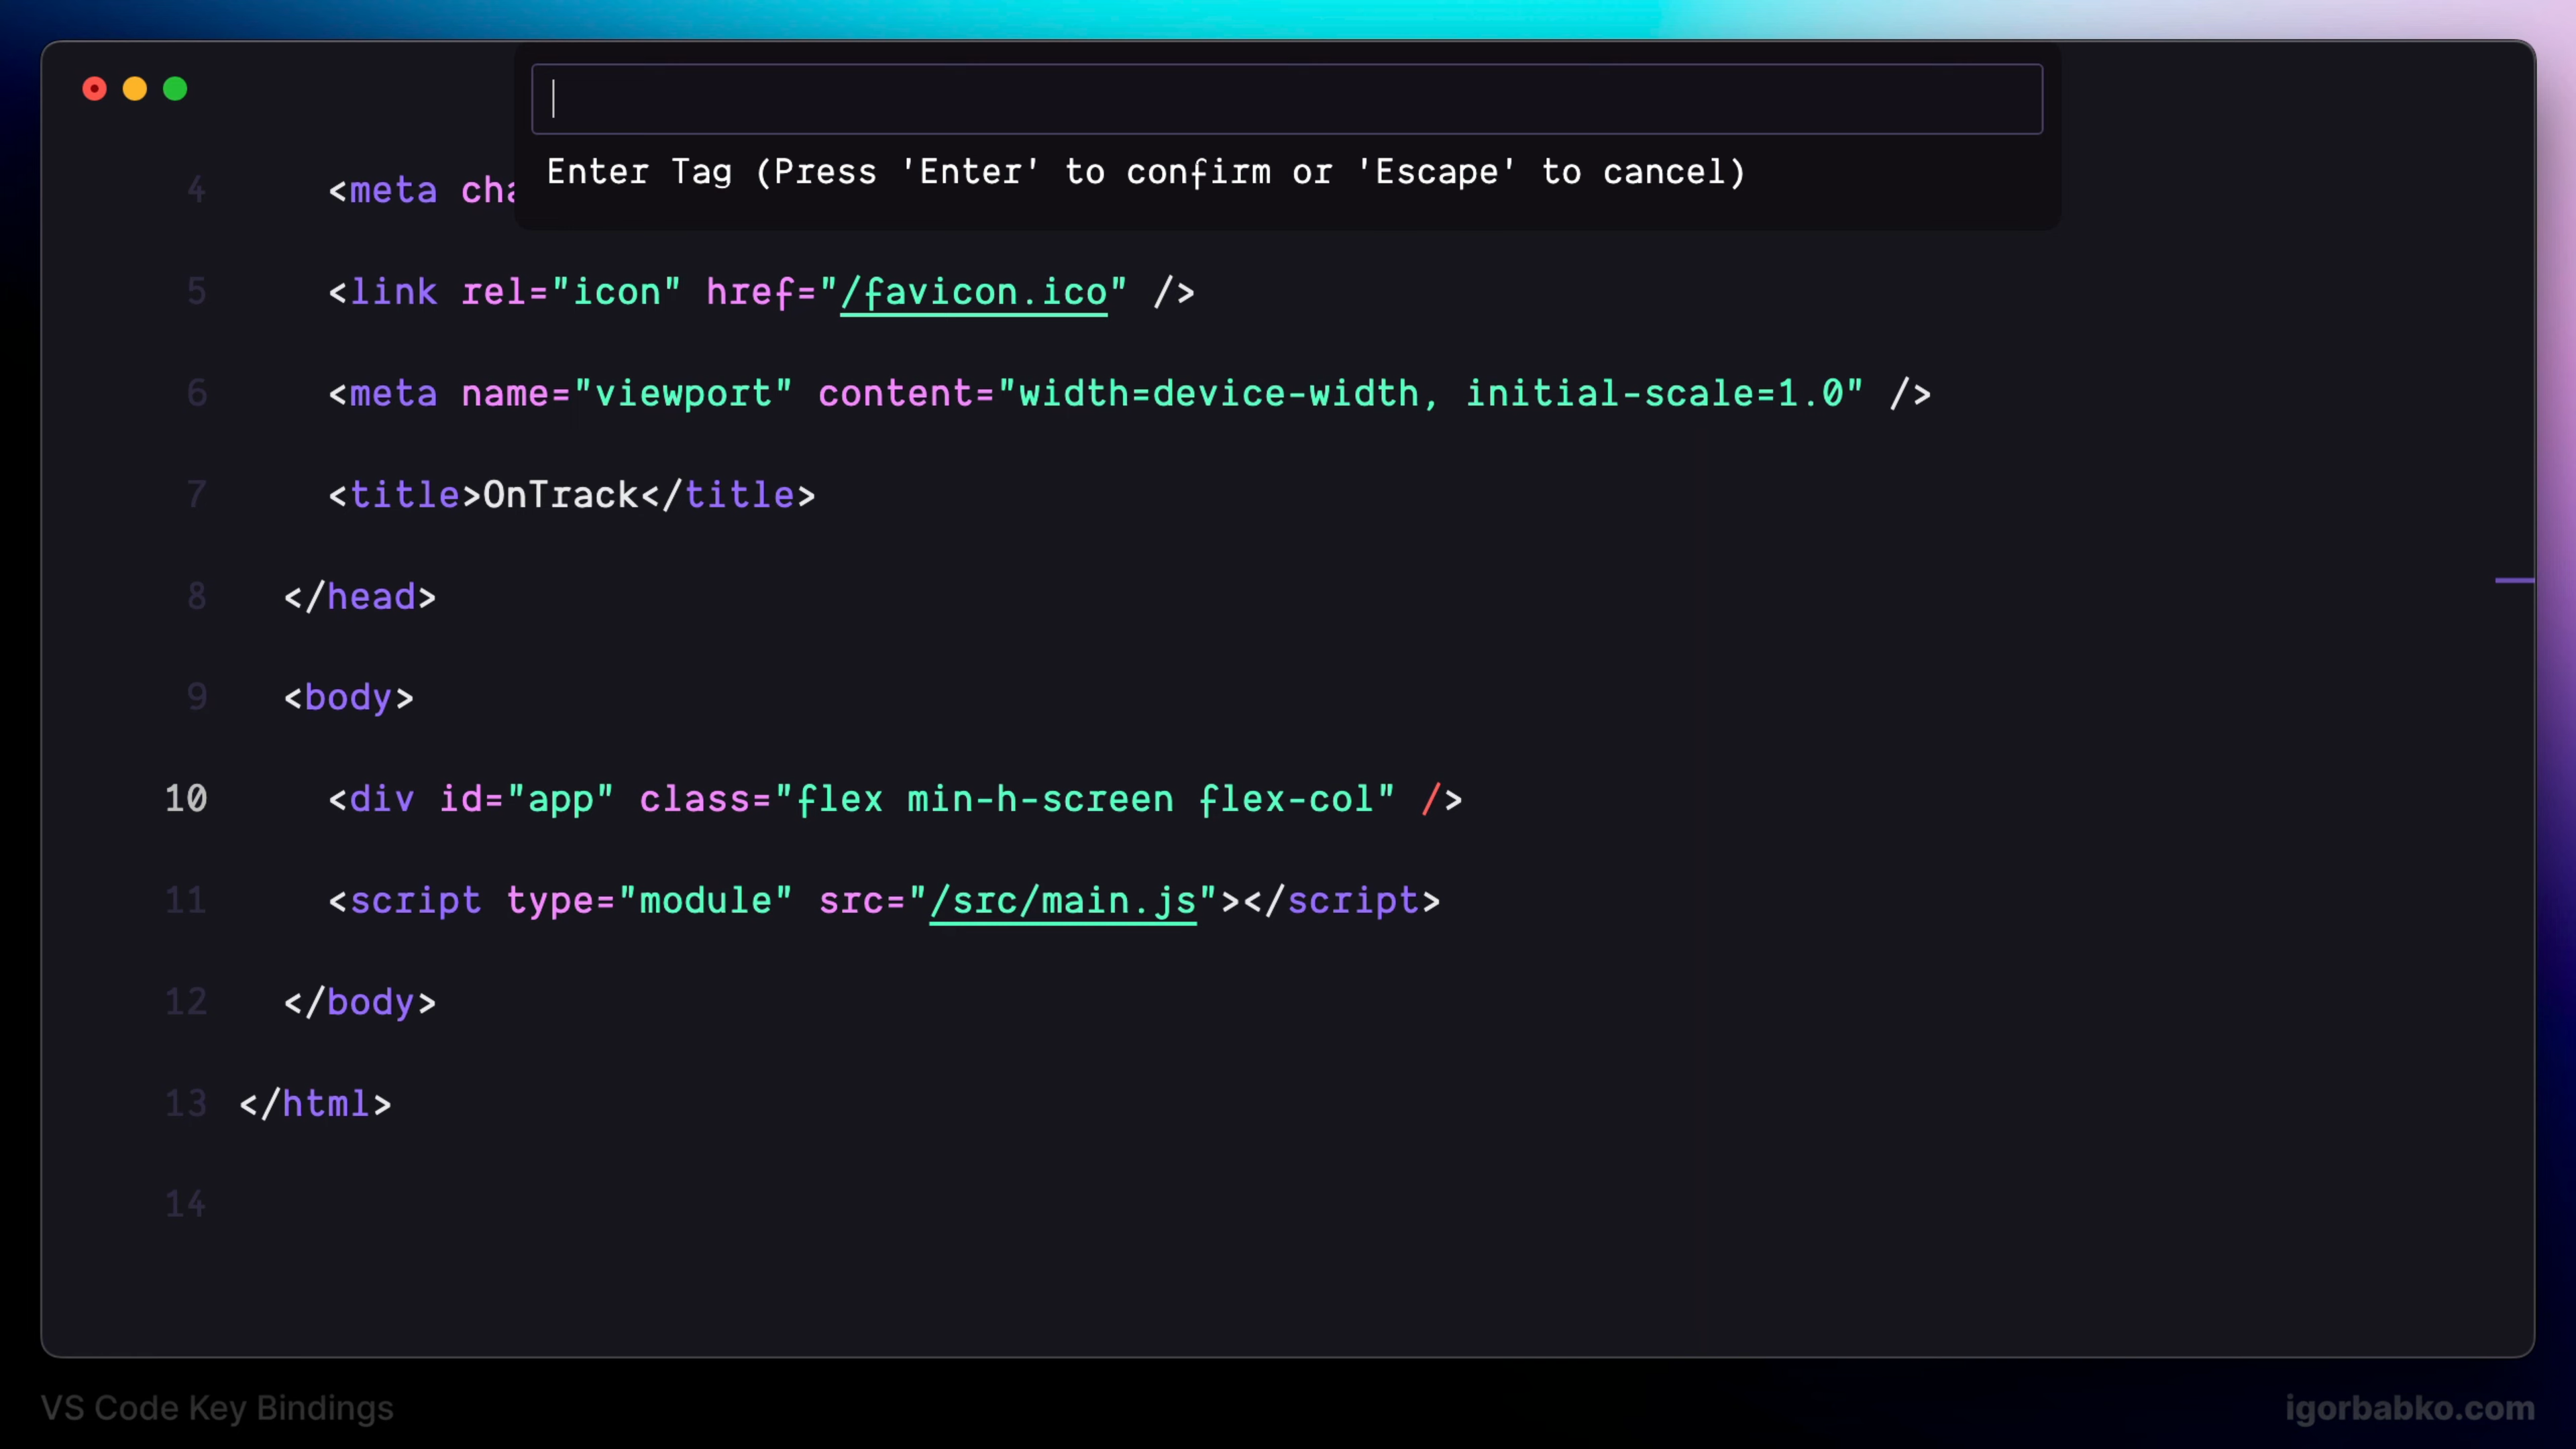 Enter Tag (Press 'Enter' to confirm or 'Escape' to cancel)
4 <meta cha
5 <link rel="icon" href="/favicon.ico" />
6 <meta name="viewport" content="width=device-width, initial-scale=1.0" />
7 <title>OnTrack</title>
8 </head>
9 <body>
10 <div id="app" class="flex min-h-screen flex-col" />
11 <script type="module" src="/src/main.js"></script>
12 </body>
13 </html>
14
VS Code Key Bindings
igorbabko.com